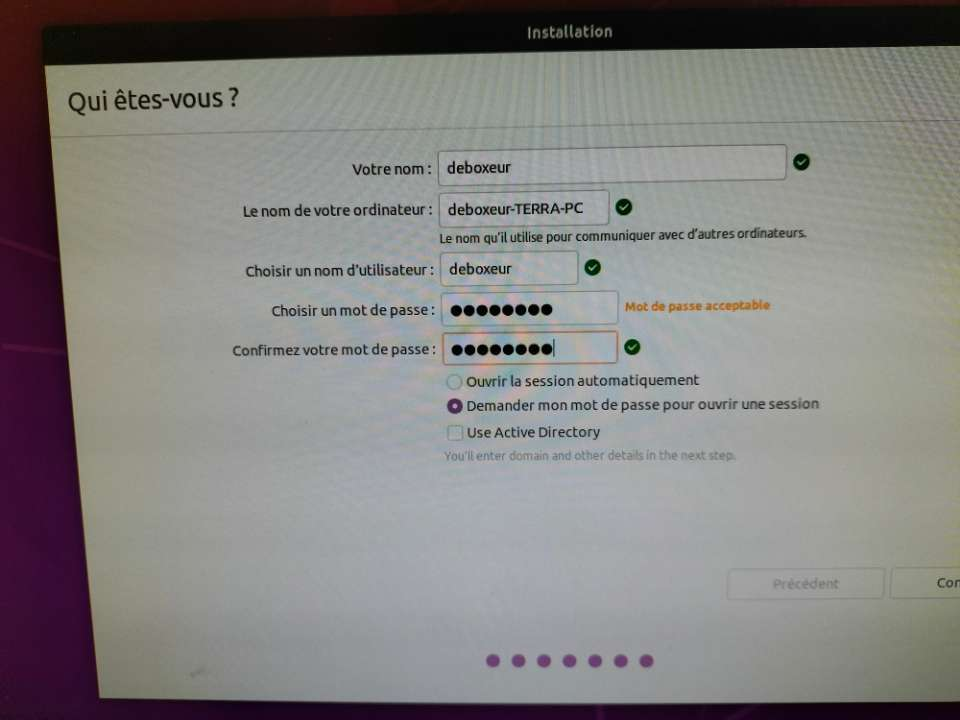 Installation
Qui êtes-vous ?
Votre nom : deboxeur
Le nom de votre ordinateur : deboxeur-TERRA-PC
Le nom qu'il utilise pour communiquer avec d'autres ordinateurs.
Choisir un nom d'utilisateur : deboxeur
Choisir un mot de passe : ●●●●●●●● Mot de passe acceptable
Confirmez votre mot de passe : ●●●●●●●●
Ouvrir la session automatiquement
Demander mon mot de passe pour ouvrir une session
Use Active Directory
You'll enter domain and other details in the next step.
Précédent Con